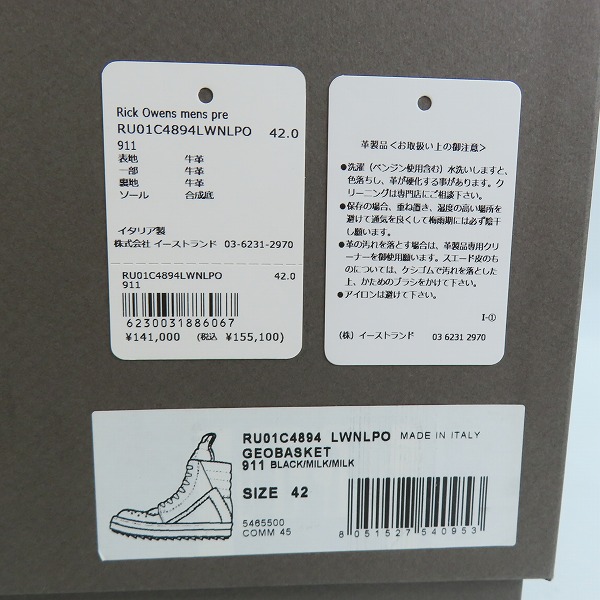 Rick Owens mens pre
RU01C4894LWNLPO 42.0
911
表地 牛革
一部 牛革
裏地 牛革
ソール 合成底
イタリア製
株式会社 イーストランド 03-6231-2970
RU01C4894LWNLPO 42.0
911
6230031886067
¥141,000 (税込 ¥155,100)
革製品<お取扱い上の御注意>
●洗濯(ベンジン使用含む)水洗いしますと、
色落ちし、革が硬化する事があります。ク
リーニングは専門店にご相談下さい。
●保存の場合、重ね置き、湿度の高い場所を
避けて通気を良くして梅雨期には必ず陰干
し願います。
●革の汚れを落とす場合は、革製品専用クリ
ーナーを御使用願います。スエード皮のも
のについては、ケシゴムで汚れを落とした
上、かためのブラシをかけて下さい。
●アイロンは避けて下さい。
I-①
(株) イーストランド 03 6231 2970
RU01C4894 LWNLPO MADE IN ITALY
GEOBASKET
911 BLACK/MILK/MILK
SIZE 42
5465500
COMM 45
8 051527 540953